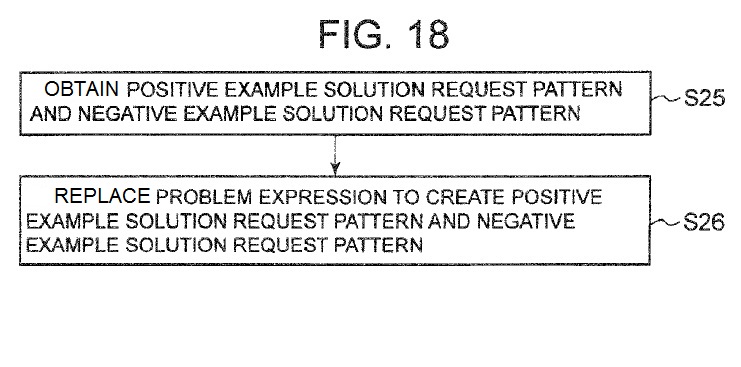 FIG. 18
OBTAIN POSITIVE EXAMPLE SOLUTION REQUEST PATTERN
AND NEGATIVE EXAMPLE SOLUTION REQUEST PATTERN
S25
REPLACE PROBLEM EXPRESSION TO CREATE POSITIVE
EXAMPLE SOLUTION REQUEST PATTERN AND NEGATIVE
EXAMPLE SOLUTION REQUEST PATTERN
S26